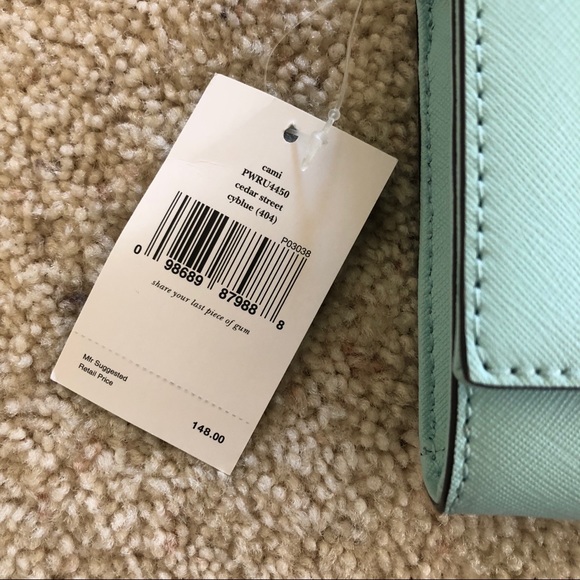 cami
PWRU4450
cedar street
cyblue (404)
P03038
0 98689 87988 8
share your last piece of gum
Mfr Suggested
Retail Price
148.00